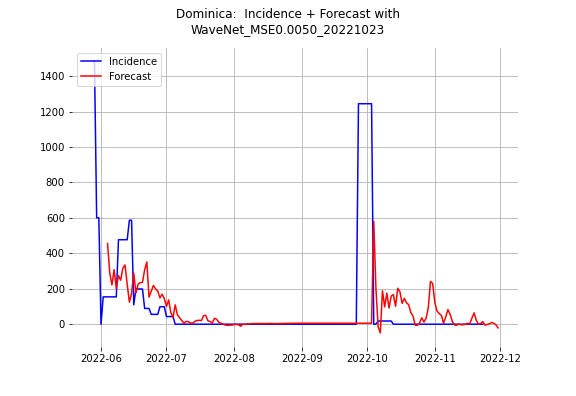 Dominica:  Incidence + Forecast with
WaveNet_MSE0.0050_20221023
Incidence
Forecast
1400
1200
1000
800
600
400
200
0
2022-06 2022-07 2022-08 2022-09 2022-10 2022-11 2022-12